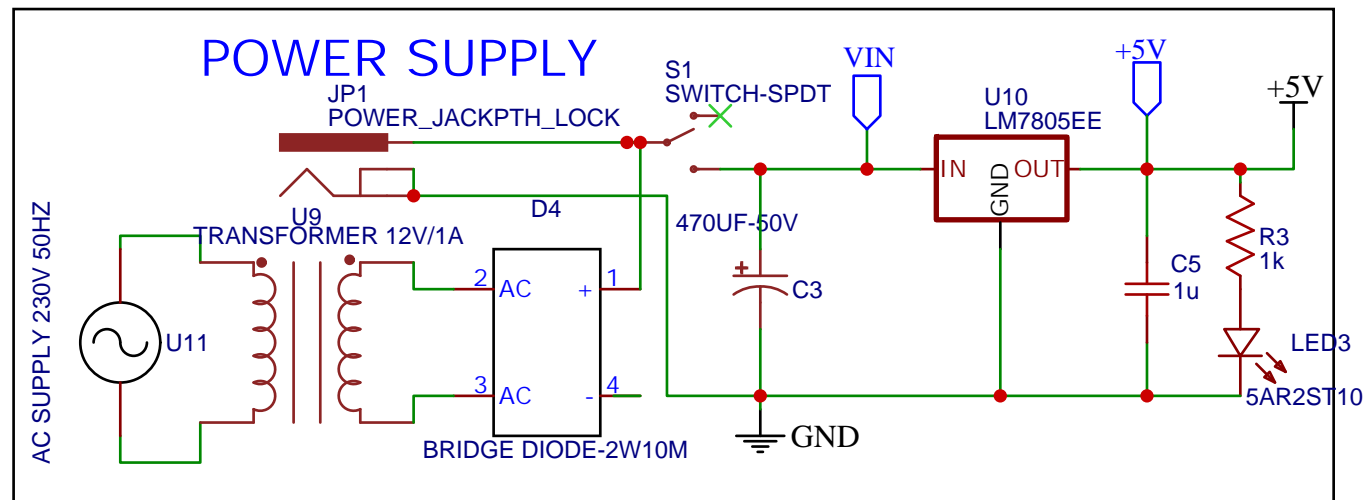 POWER SUPPLY
JP1
POWER_JACKPTH_LOCK
S1
SWITCH-SPDT
VIN
+5V
+5V
U10
LM7805EE
IN
OUT
GND
D4
U9
TRANSFORMER 12V/1A
470UF-50V
AC SUPPLY 230V 50HZ
U11
2
AC
+
1
3
AC
-
4
BRIDGE DIODE-2W10M
+
C3
GND
C5
1u
R3
1k
LED3
5AR2ST10